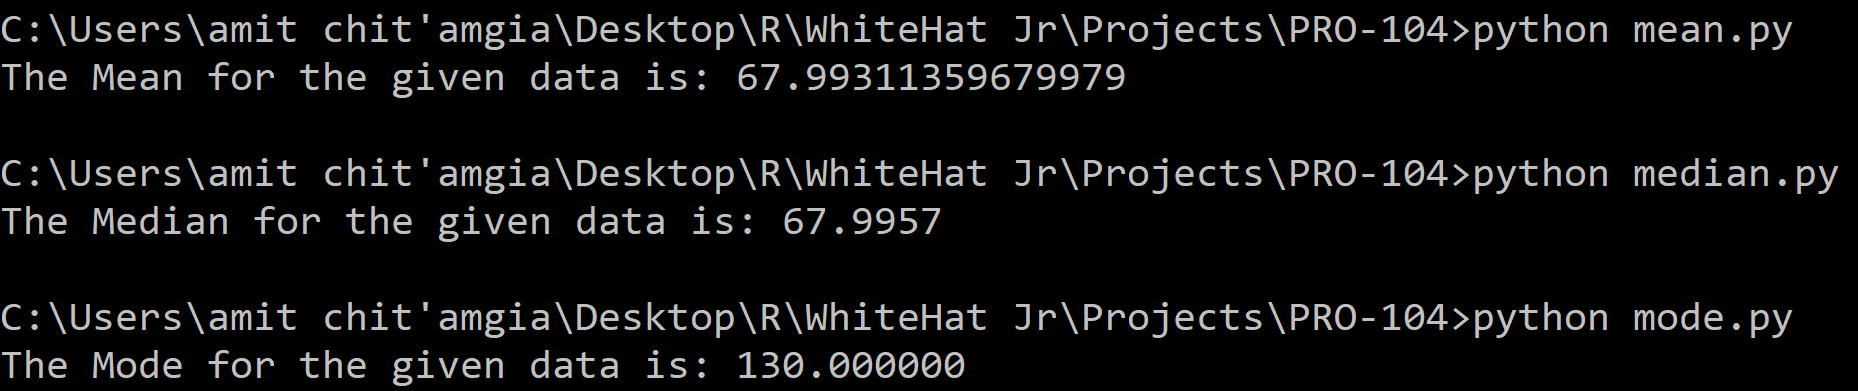 C:\Users\amit chit'amgia\Desktop\R\WhiteHat Jr\Projects\PRO-104>python mean.py
The Mean for the given data is: 67.99311359679979
C:\Users\amit chit'amgia\Desktop\R\WhiteHat Jr\Projects\PRO-104>python median.py
The Median for the given data is: 67.9957
C:\Users\amit chit'amgia\Desktop\R\WhiteHat Jr\Projects\PRO-104>python mode.py
The Mode for the given data is: 130.000000